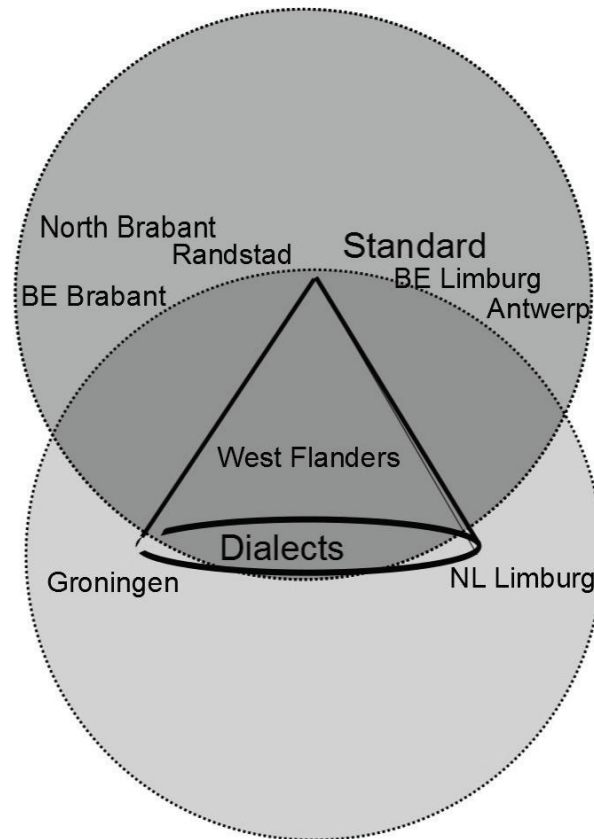 North Brabant
Randstad
Standard
BE Limburg
BE Brabant
Antwerp
West Flanders
Dialects
Groningen
NL Limburg